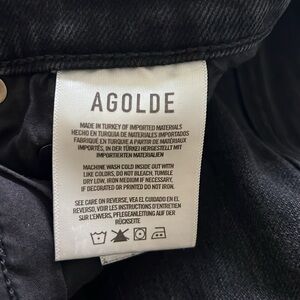 AGOLDE
MADE IN TURKEY OF IMPORTED MATERIALS
HECHO EN TURQUIA DE MATERIALES IMPORTADOS
FABRIQUÉ EN TURQUIE A PARTIR DE MATÉRIAUX
IMPORTÉS, IN DER TÜRKEI HERGESTELLT MIT
IMPORTIERTEN MATERIALIEN
MACHINE WASH COLD INSIDE OUT WITH
LIKE COLORS, DO NOT BLEACH, TUMBLE
DRY LOW, IRON MEDIUM IF NECESSARY.
IF DECORATED OR PRINTED DO NOT IRON.
SEE CARE ON REVERSE, VEA EL CUIDADO EN EL
REVERSO, VOIR LES INSTRUCTIONS D'ENTRETIEN
SUR L'ENVERS, PFLEGEANLEITUNG AUF DER
RÜCKSEITE